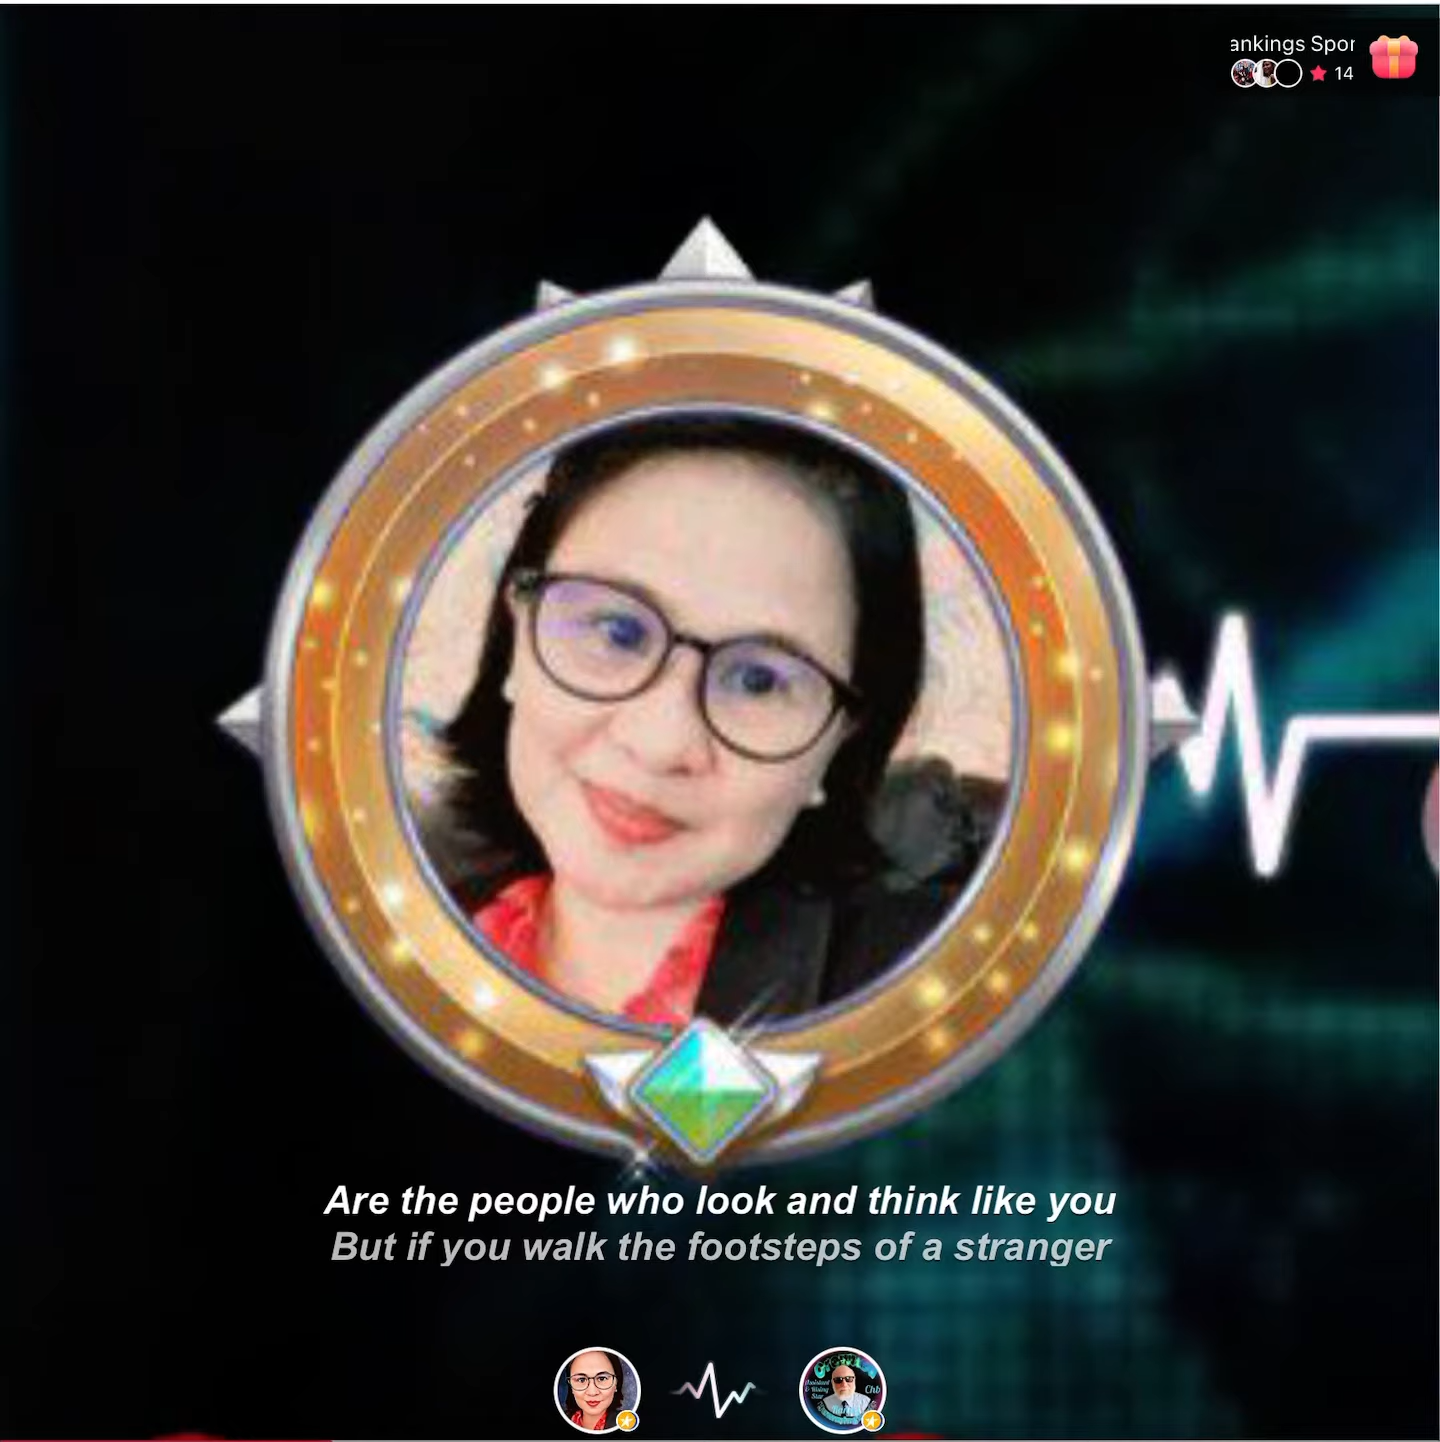 ankings Spor
14
Are the people who look and think like you
But if you walk the footsteps of a stranger
Chb